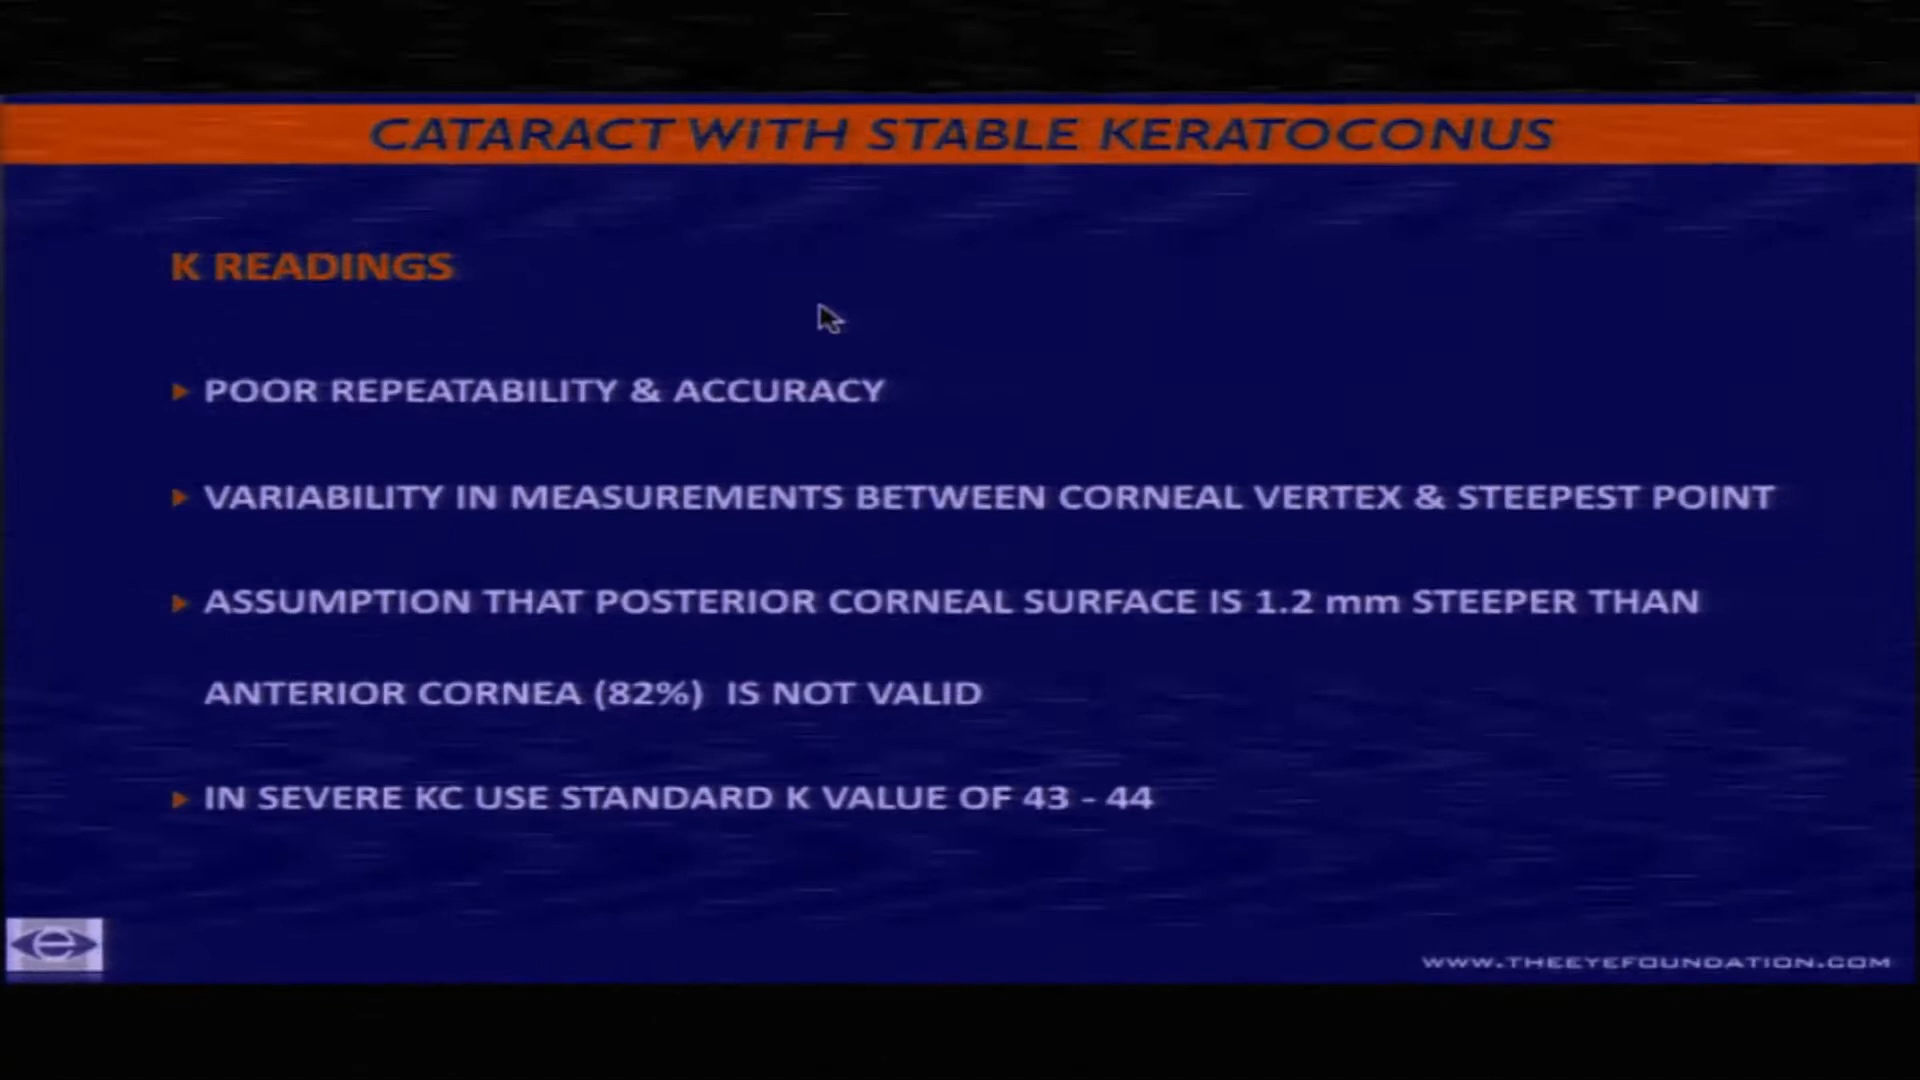 CATARACT WITH STABLE KERATOCONUS
K READINGS
POOR REPEATABILITY & ACCURACY
VARIABILITY IN MEASUREMENTS BETWEEN CORNEAL VERTEX & STEEPEST POINT
ASSUMPTION THAT POSTERIOR CORNEAL SURFACE IS 1.2 mm STEEPER THAN
ANTERIOR CORNEA (82%) IS NOT VALID
IN SEVERE KC USE STANDARD K VALUE OF 43 - 44
e
WWW.THEEYEFOUNDATION.COM